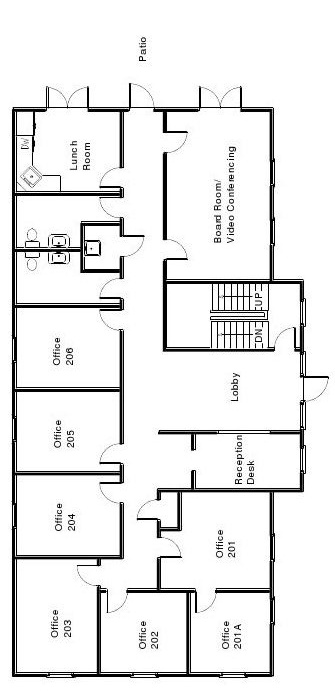 Patio
Lunch
Room
DW
Board Room/
Video Conferencing
UP
DN
Office
206
Lobby
Office
205
Reception
Desk
Office
204
Office
201
Office
203
Office
202
Office
201A